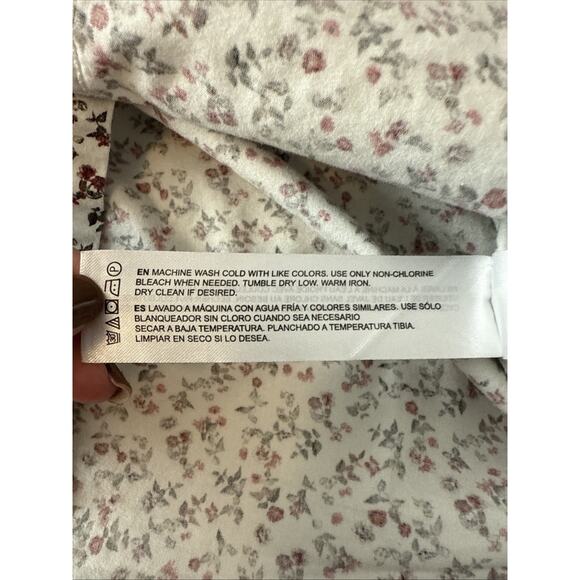 EN MACHINE WASH COLD WITH LIKE COLORS. USE ONLY NON-CHLORINE
BLEACH WHEN NEEDED. TUMBLE DRY LOW. WARM IRON.
DRY CLEAN IF DESIRED.
ES LAVADO A MÁQUINA CON AGUA FRÍA Y COLORES SIMILARES. USE SÓLO
BLANQUEADOR SIN CLORO CUANDO SEA NECESARIO
SECAR A BAJA TEMPERATURA. PLANCHADO A TEMPERATURA TIBIA.
LIMPIAR EN SECO SI LO DESEA.